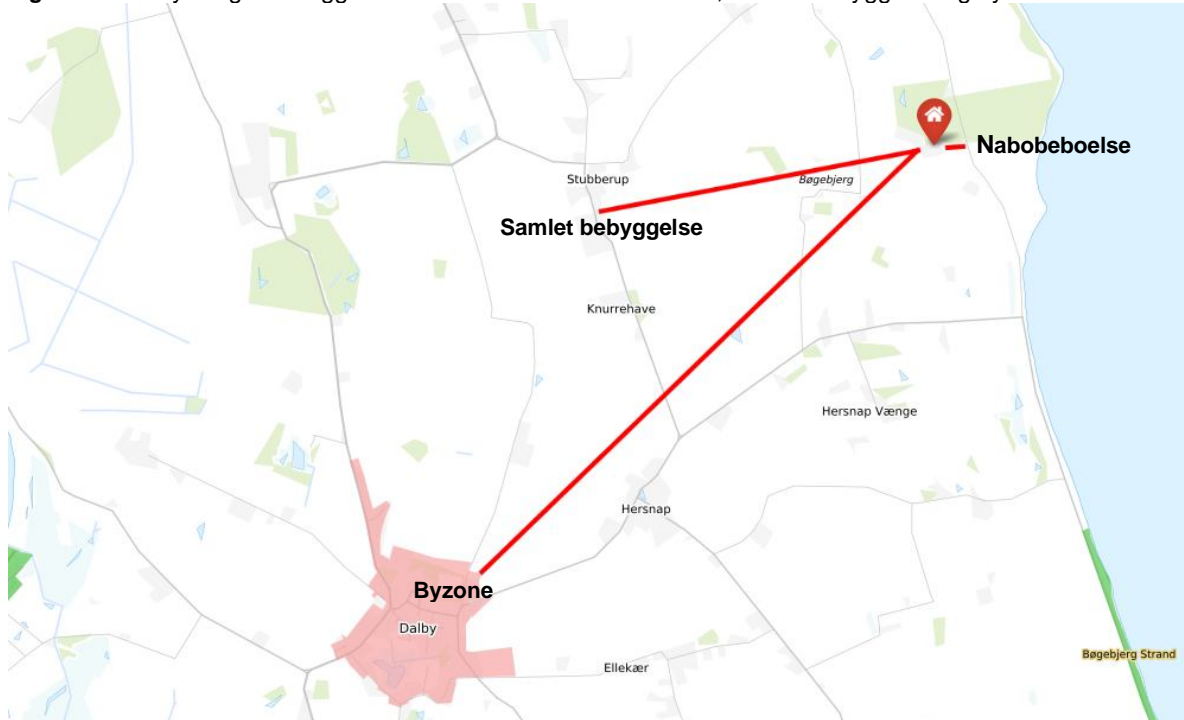 Nabobeboelse
Stubberup
Bøgebjerg
Samlet bebyggelse
Knurrehave
Hersnap Vænge
Hersnap
Byzone
Dalby
Bøgebjerg Strand
Ellekær